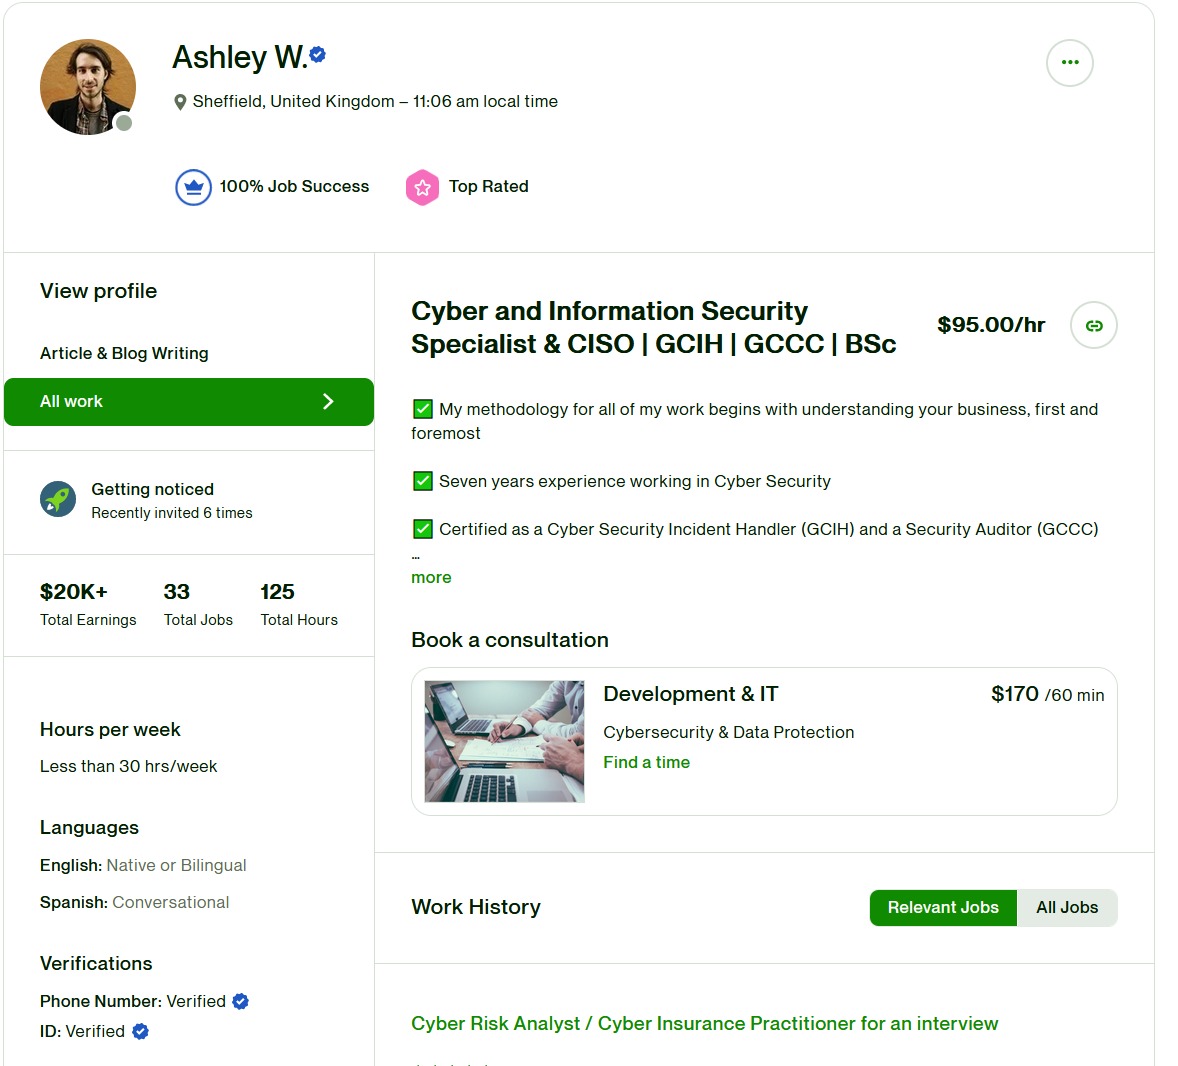 Ashley W.
Sheffield, United Kingdom – 11:06 am local time
100% Job Success
Top Rated
View profile
Article & Blog Writing
All work
Getting noticed
Recently invited 6 times
$20K+
33
125
Total Earnings
Total Jobs
Total Hours
Hours per week
Less than 30 hrs/week
Languages
English: Native or Bilingual
Spanish: Conversational
Verifications
Phone Number: Verified
ID: Verified
Cyber and Information Security
Specialist & CISO | GCIH | GCCC | BSc
$95.00/hr
✅ My methodology for all of my work begins with understanding your business, first and
foremost
✅ Seven years experience working in Cyber Security
✅ Certified as a Cyber Security Incident Handler (GCIH) and a Security Auditor (GCCC)
...
more
Book a consultation
Development & IT
$170 /60 min
Cybersecurity & Data Protection
Find a time
Work History
Relevant Jobs
All Jobs
Cyber Risk Analyst / Cyber Insurance Practitioner for an interview